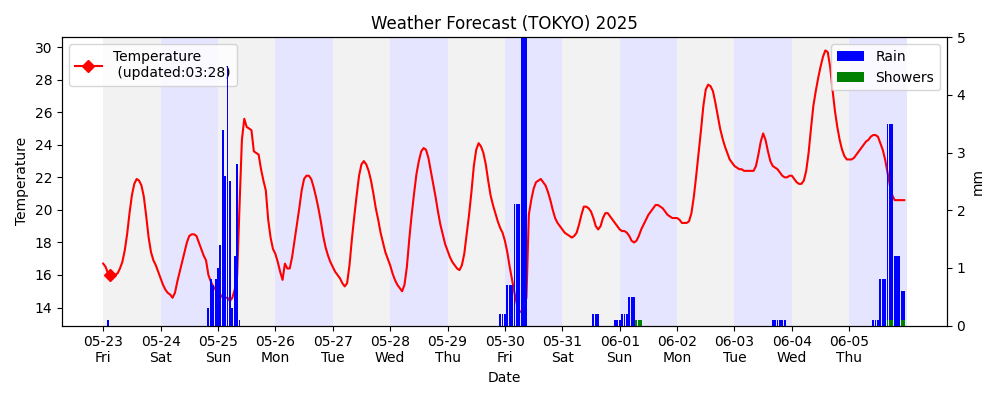 Weather Forecast (TOKYO) 2025
Temperature
(updated:03:28)
Rain
Showers
Temperature
30
28
26
24
22
20
18
16
14
5
4
3
2
1
0
mm
05-23 05-24 05-25 05-26 05-27 05-28 05-29 05-30 05-31 06-01 06-02 06-03 06-04 06-05
Fri Sat Sun Mon Tue Wed Thu Fri Sat Sun Mon Tue Wed Thu
Date